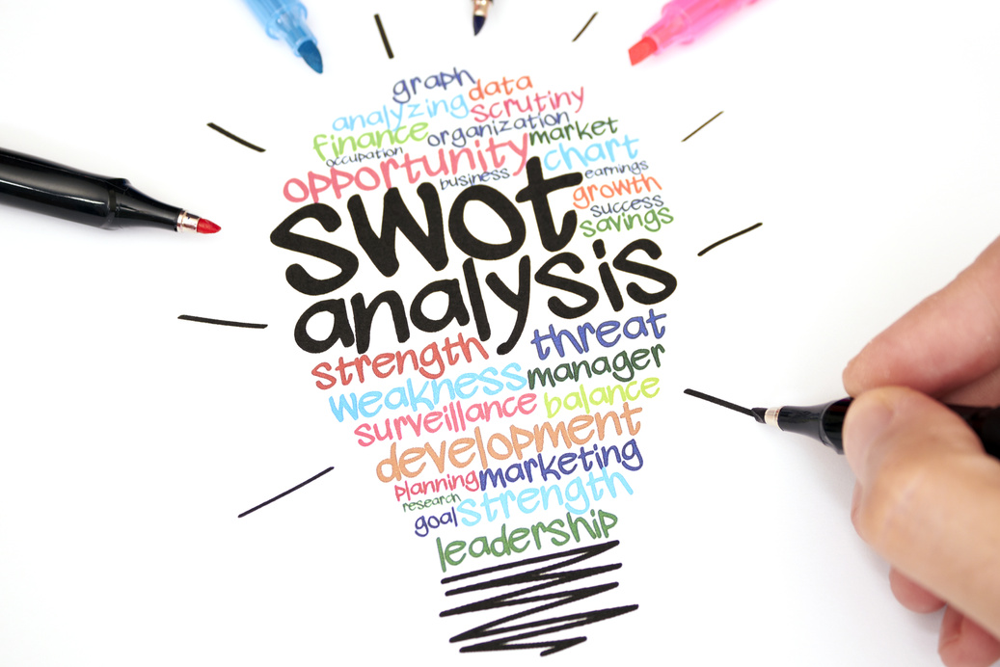 graph data
analyzing scrutiny
finance organization market
occupation
opportunity chart
business earnings
growth
success
savings
swot
analysis
strength threat
weakness manager
surveillance balance
development
planning marketing
research strength
goal
leadership